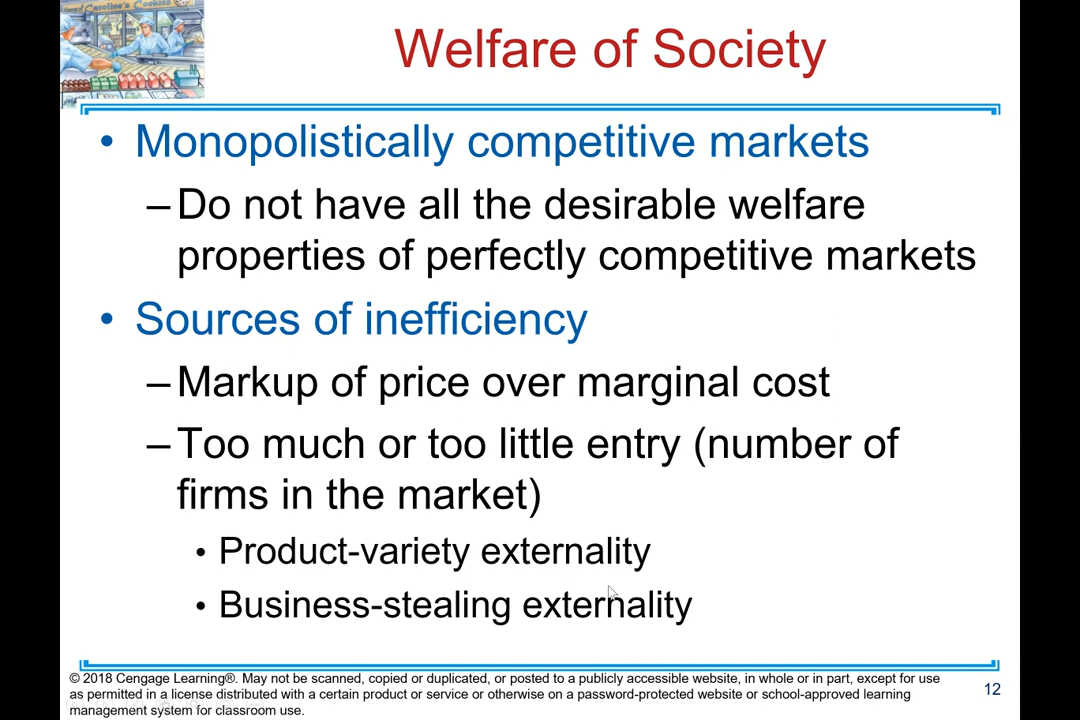 Welfare of Society
• Monopolistically competitive markets
– Do not have all the desirable welfare
properties of perfectly competitive markets
• Sources of inefficiency
– Markup of price over marginal cost
– Too much or too little entry (number of
firms in the market)
• Product-variety externality
• Business-stealing externality
© 2018 Cengage Learning®. May not be scanned, copied or duplicated, or posted to a publicly accessible website, in whole or in part, except for use
as permitted in a license distributed with a certain product or service or otherwise on a password-protected website or school-approved learning
management system for classroom use.
12